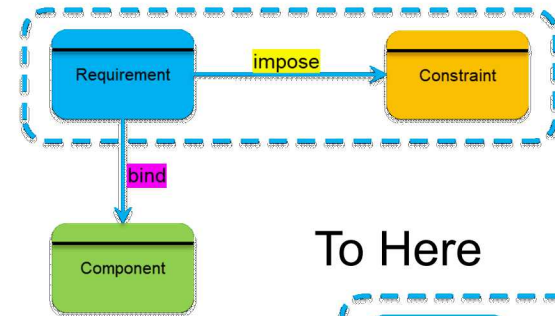 impose
Requirement
Constraint
bind
Component
To Here